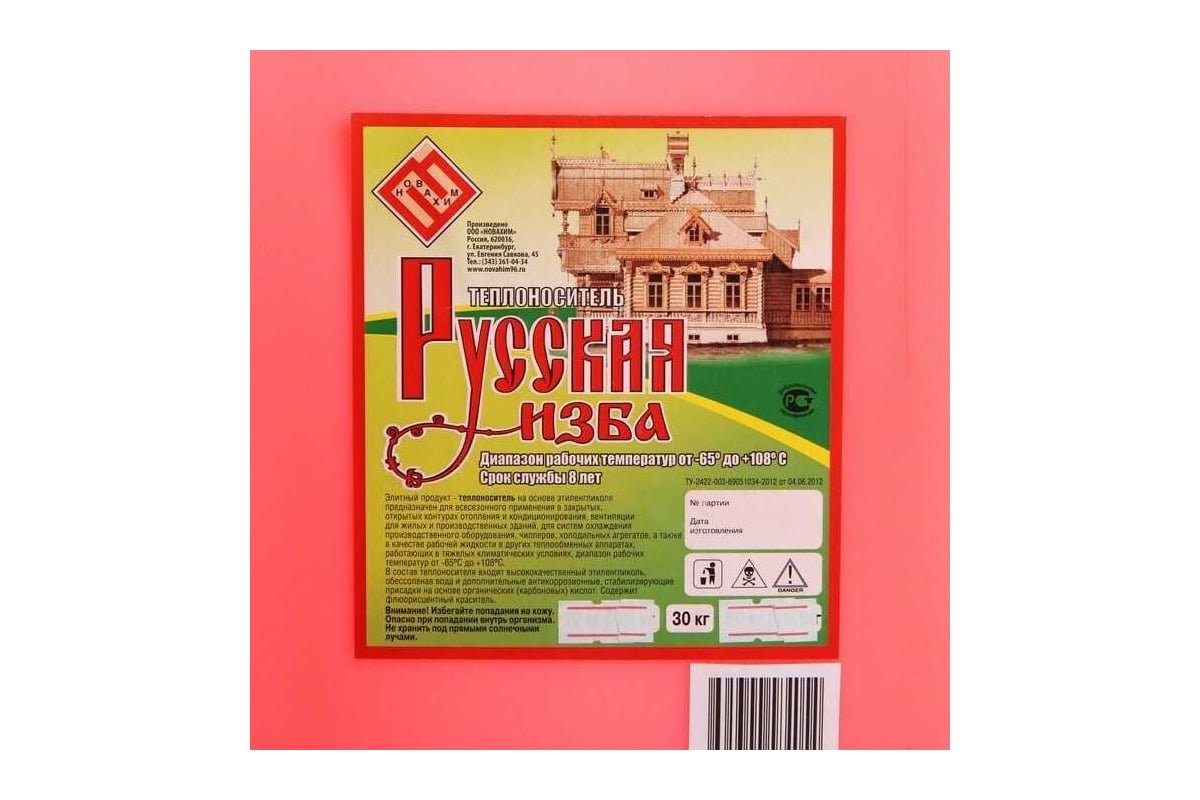 НОВАХИМ
Произведено
ООО «НОВАХИМ»
Россия, 620036,
г. Екатеринбург,
ул. Евгения Савкова, 45
Тел.: (343) 361-04-34
www.novahim96.ru
ТЕПЛОНОСИТЕЛЬ
Русская
изба
Диапазон рабочих температур от -65º до +108º С
Срок службы 8 лет
ТУ-2422-003-69051034-2012 от 04.06.2012
Элитный продукт - теплоноситель на основе этиленгликоля
предназначен для всесезонного применения в закрытых,
открытых контурах отопления и кондиционирования, вентиляции
для жилых и производственных зданий, для систем охлаждения
производственного оборудования, чиллеров, холодильных агрегатов, а также
в качестве рабочей жидкости в других теплообменных аппаратах,
работающих в тяжелых климатических условиях, диапазон рабочих
температур от -65ºС до +108ºС.
В состав теплоносителя входит высококачественный этиленгликоль,
обессоленая вода и дополнительные антикоррозионные, стабилизирующие
присадки на основе органических (карбоновых) кислот. Содержит
флюорисцентный краситель.
Внимание! Избегайте попадания на кожу.
Опасно при попадании внутрь организма.
Не хранить под прямыми солнечными
лучами.
№ партии
Дата
изготовления
DANGER
30 кг